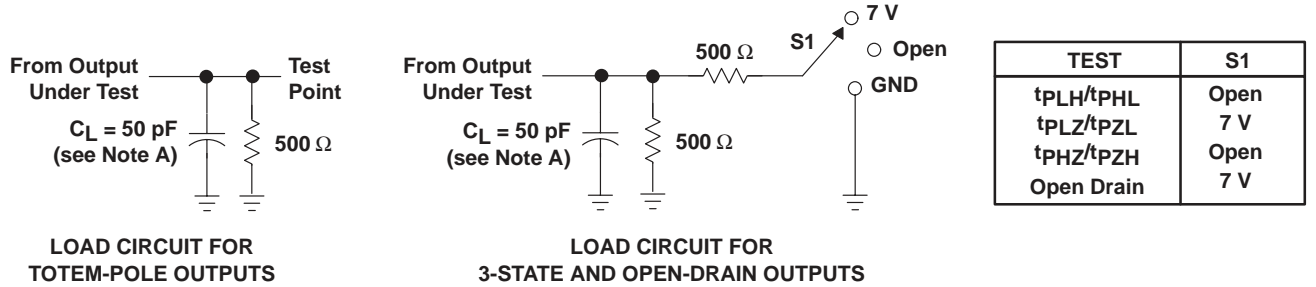 From Output
Under Test
Test
Point
CL = 50 pF
(see Note A)
500 Ω
LOAD CIRCUIT FOR
TOTEM-POLE OUTPUTS
From Output
Under Test
CL = 50 pF
(see Note A)
500 Ω
500 Ω
S1
7 V
Open
GND
LOAD CIRCUIT FOR
3-STATE AND OPEN-DRAIN OUTPUTS
TEST S1
tPLH/tPHL Open
tPLZ/tPZL 7 V
tPHZ/tPZH Open
Open Drain 7 V